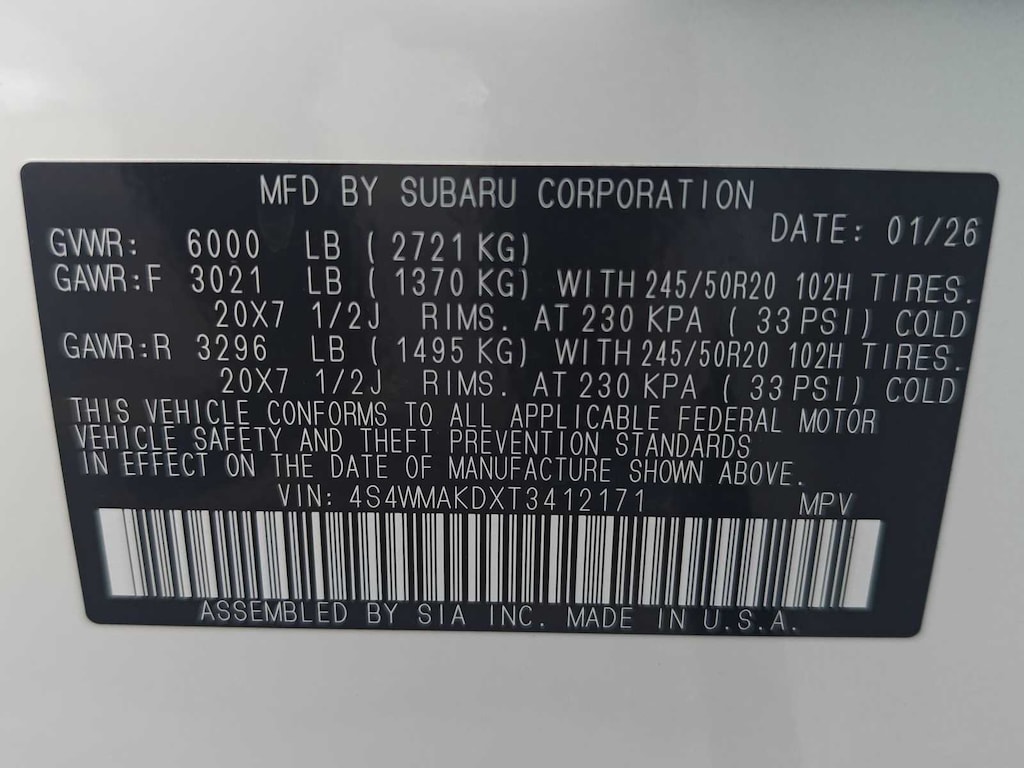 MFD BY SUBARU CORPORATION
DATE: 01/26
GVWR: 6000 LB ( 2721 KG)
GAWR:F 3021 LB ( 1370 KG) WITH 245/50R20 102H TIRES.
20X7 1/2J RIMS. AT 230 KPA ( 33 PSI) COLD
GAWR:R 3296 LB ( 1495 KG) WITH 245/50R20 102H TIRES.
20X7 1/2J RIMS. AT 230 KPA ( 33 PSI) COLD
THIS VEHICLE CONFORMS TO ALL APPLICABLE FEDERAL MOTOR
VEHICLE SAFETY AND THEFT PREVENTION STANDARDS
IN EFFECT ON THE DATE OF MANUFACTURE SHOWN ABOVE.
VIN: 4S4WMAKDXT3412171 MPV
ASSEMBLED BY SIA INC. MADE IN U.S.A.